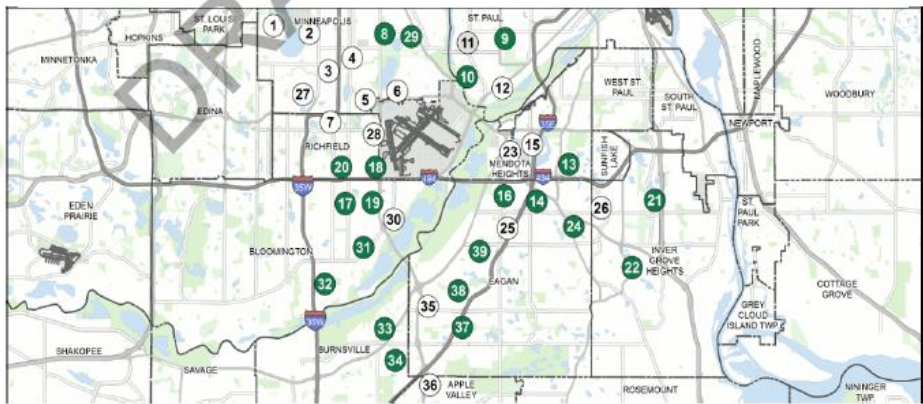 ST. LOUIS
PARK
MINNEAPOLIS
ST. PAUL
HOPKINS
1
2
8
29
11
9
MINNETONKA
3
4
10
DRA
EDINA
27
5
6
12
WEST ST.
PAUL
SOUTH
ST. PAUL
MAPLEWOOD
WOODBURY
7
28
35E
NEWPORT
RICHFIELD
23
15
13
SUNFISH
LAKE
MENDOTA
HEIGHTS
20
18
35W
494
494
EDEN
PRAIRIE
17
19
30
16
14
25
24
26
21
ST.
PAUL
PARK
BLOOMINGTON
31
39
EAGAN
22
INVER
GROVE
HEIGHTS
COTTAGE
GROVE
32
35W
38
35
37
GREY
CLOUD
ISLAND TWP.
SHAKOPEE
SAVAGE
BURNSVILLE
33
34
36
APPLE
VALLEY
ROSEMOUNT
NININGER
TWP.